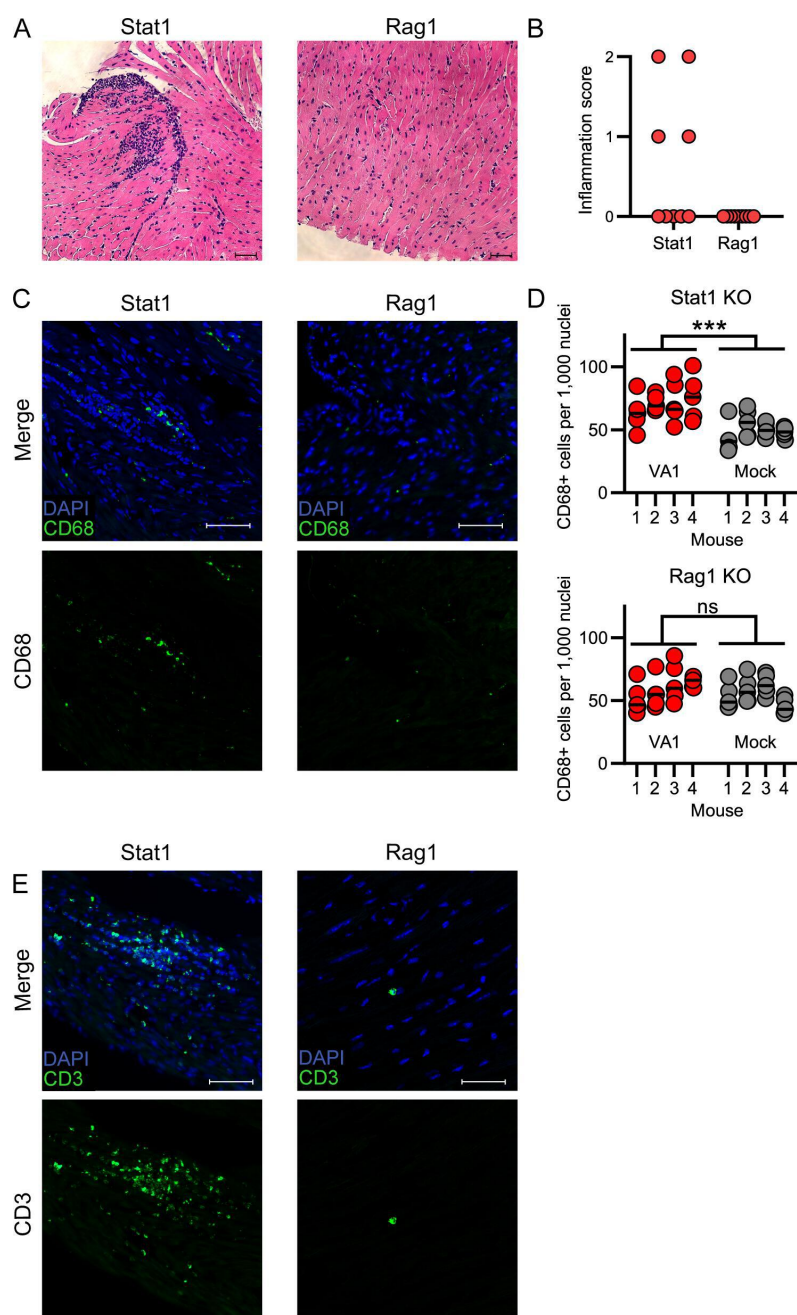 A
Stat1
Rag1
B
Inflammation score
2
1
0
Stat1
Rag1
C
Stat1
Rag1
Merge
DAPI
CD68
DAPI
CD68
CD68
D
Stat1 KO
CD68+ cells per 1,000 nuclei
***
100
50
0
VA1
Mock
1 2 3 4 1 2 3 4
Mouse
Rag1 KO
CD68+ cells per 1,000 nuclei
ns
100
50
0
VA1
Mock
1 2 3 4 1 2 3 4
Mouse
E
Stat1
Rag1
Merge
DAPI
CD3
DAPI
CD3
CD3